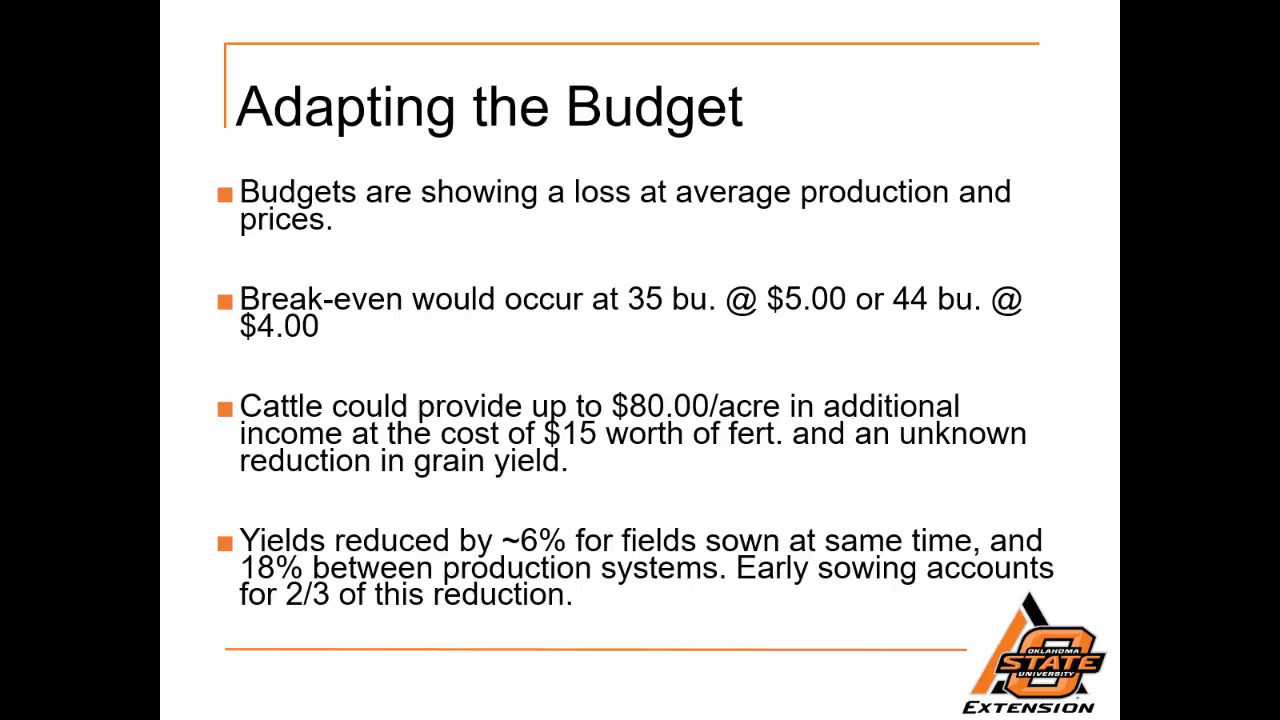 Adapting the Budget
Budgets are showing a loss at average production and
prices.
Break-even would occur at 35 bu. @ $5.00 or 44 bu. @
$4.00
Cattle could provide up to $80.00/acre in additional
income at the cost of $15 worth of fert. and an unknown
reduction in grain yield.
Yields reduced by ~6% for fields sown at same time, and
18% between production systems. Early sowing accounts
for 2/3 of this reduction.
OKLAHOMA
STATE
UNIVERSITY
EXTENSION